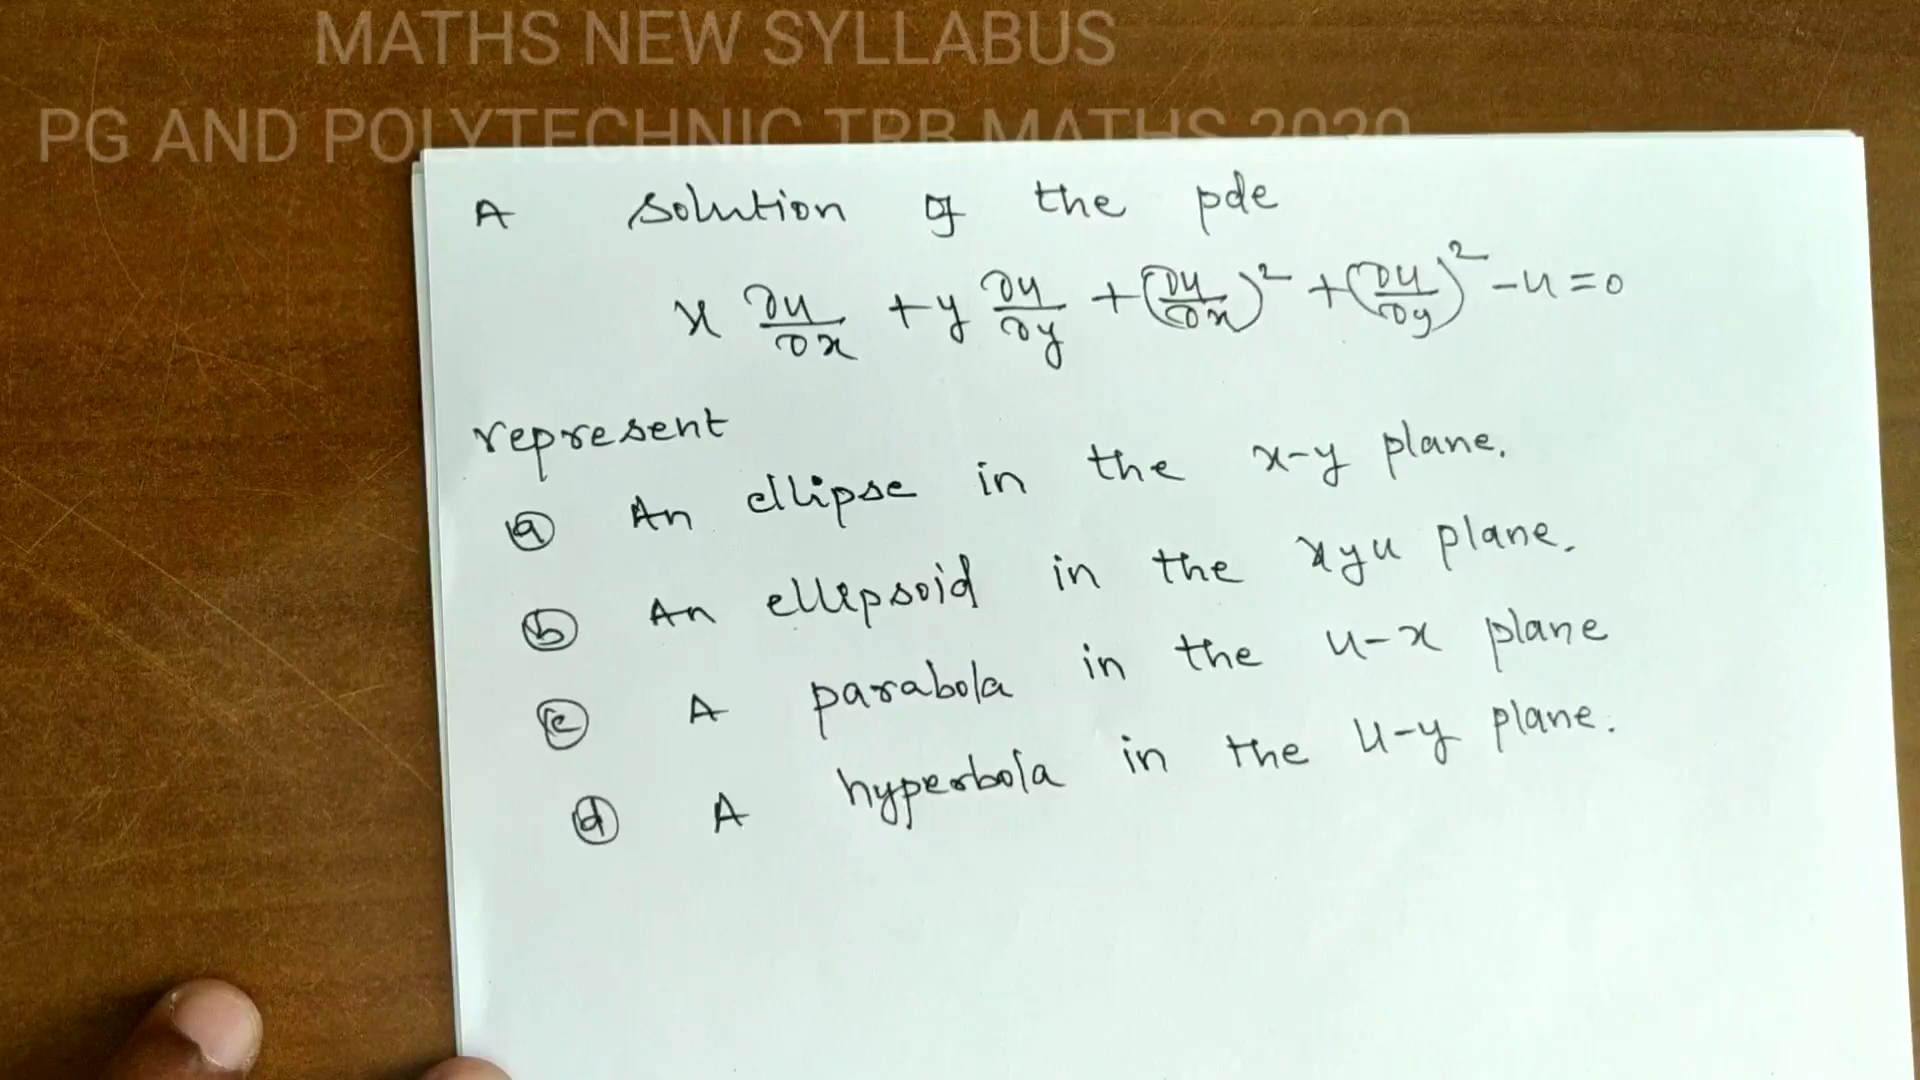 MATHS NEW SYLLABUS
PG AND POLYTECHNIC TRB MATHS 2020
A solution of the pde
x ∂u/∂x + y ∂u/∂y + (∂u/∂x)² + (∂u/∂y)² - u = 0
represent
ⓐ An ellipse in the x-y plane.
ⓑ An ellipsoid in the xyu plane.
ⓒ A parabola in the u-x plane
ⓓ A hyperbola in the u-y plane.